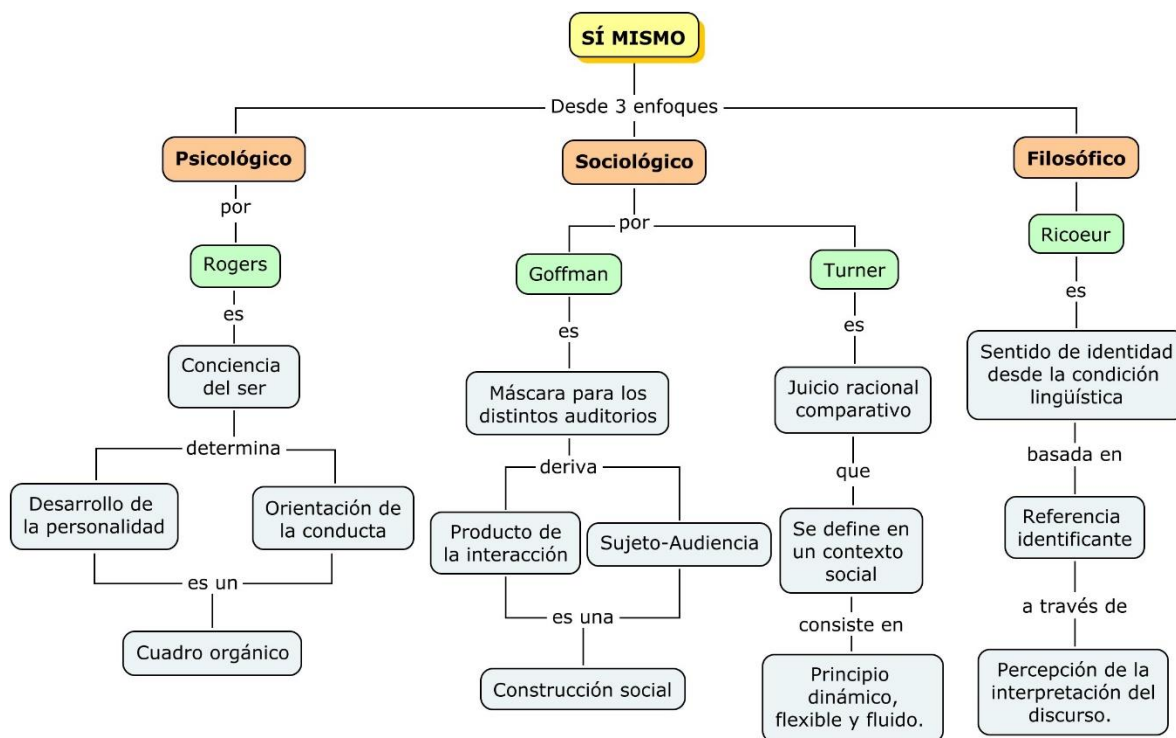 SÍ MISMO
Desde 3 enfoques
Psicológico
por
Rogers
es
Conciencia
del ser
determina
Desarrollo de
la personalidad
Orientación de
la conducta
es un
Cuadro orgánico
Sociológico
por
Goffman
es
Máscara para los
distintos auditorios
deriva
Producto de
la interacción
Sujeto-Audiencia
es una
Construcción social
Turner
es
Juicio racional
comparativo
que
Se define en
un contexto
social
consiste en
Principio
dinámico,
flexible y fluido.
Filosófico
Ricoeur
es
Sentido de identidad
desde la condición
lingüística
basada en
Referencia
identificante
a través de
Percepción de la
interpretación del
discurso.